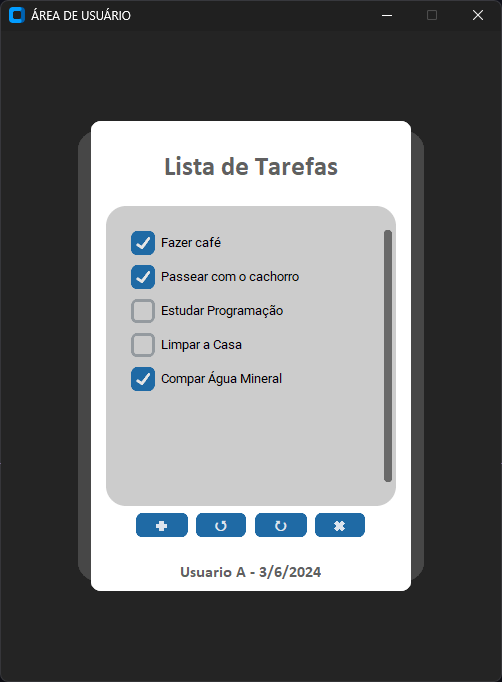 ÁREA DE USUÁRIO
Lista de Tarefas
Fazer café
Passear com o cachorro
Estudar Programação
Limpar a Casa
Compar Água Mineral
Usuario A - 3/6/2024